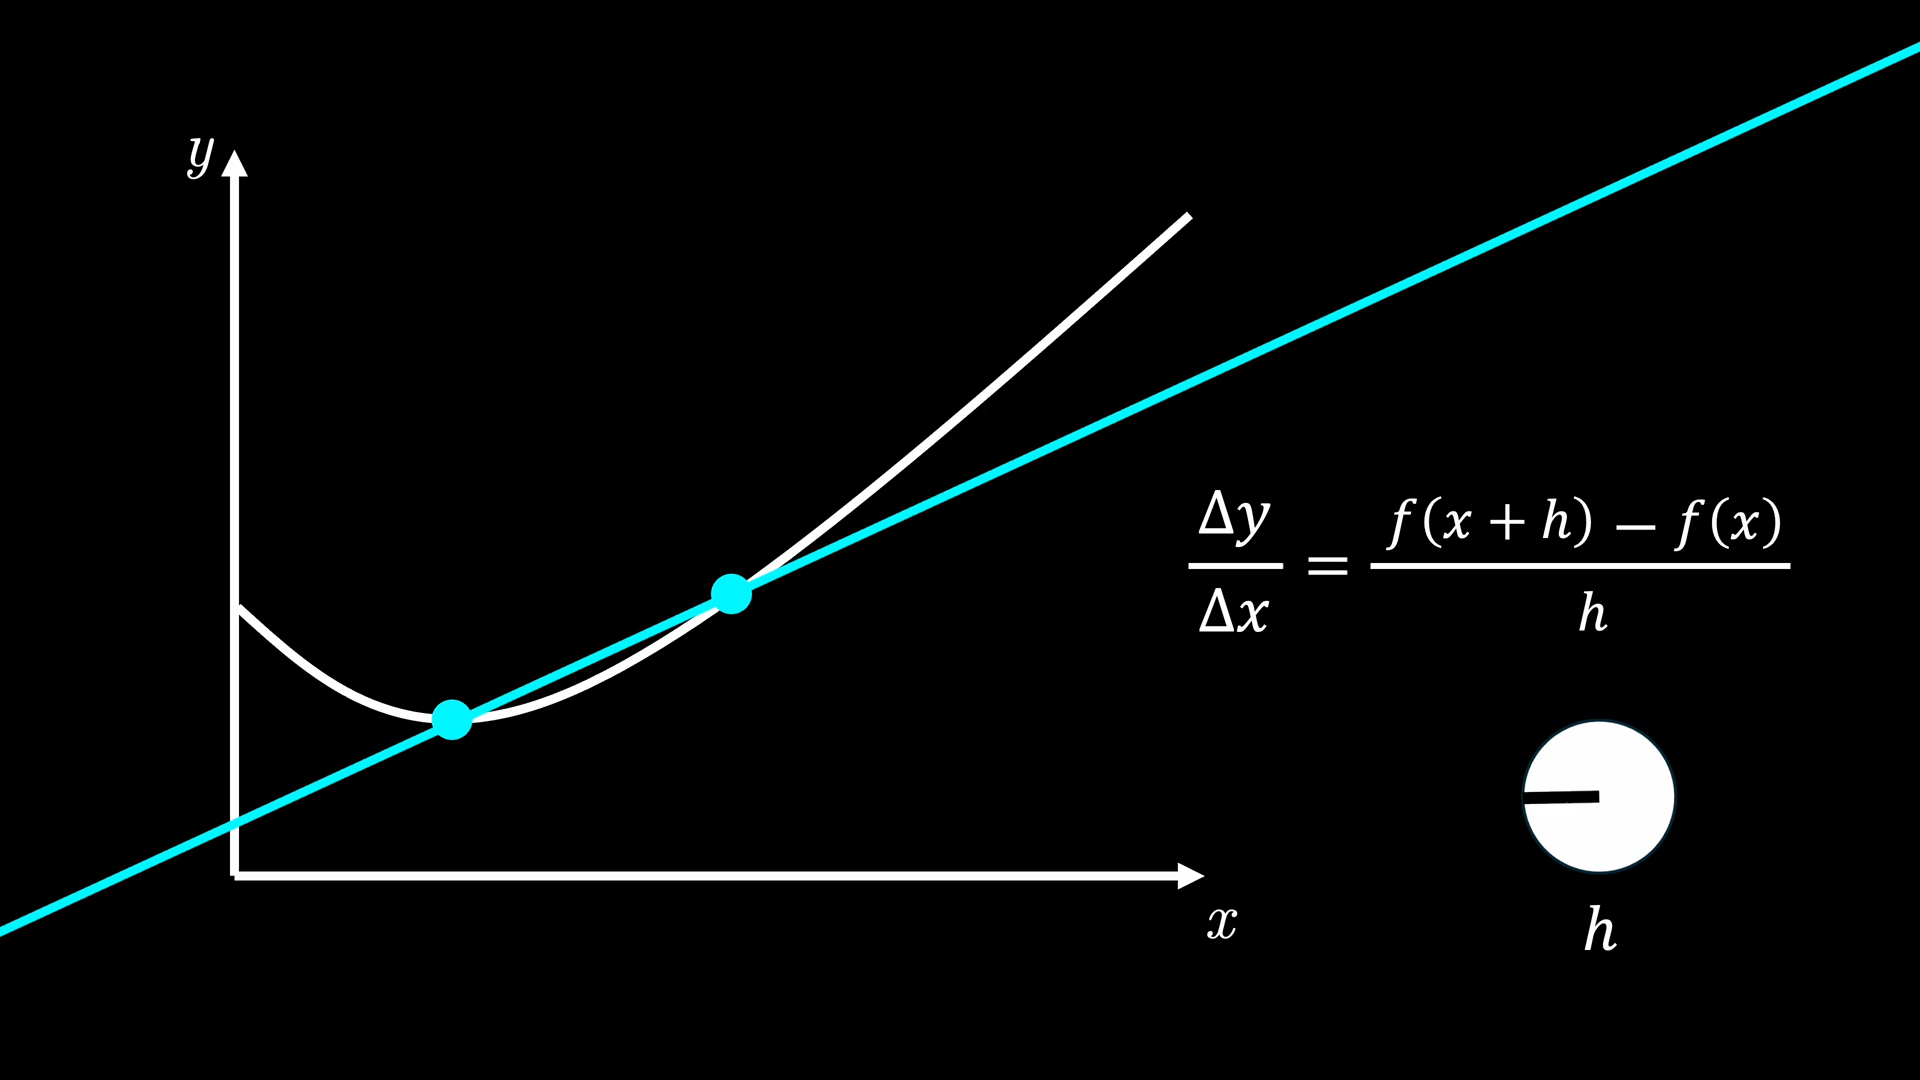 y
Δy/Δx = f(x + h) − f(x)/h
x
h